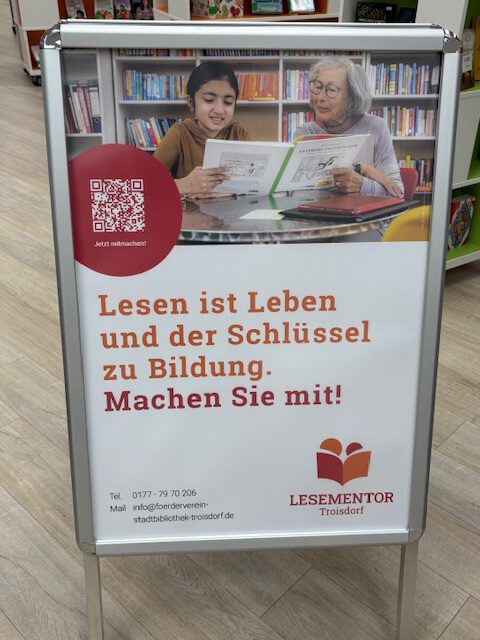 Jetzt mitmachen!
Lesen ist Leben
und der Schlüssel
zu Bildung.
Machen Sie mit!
Tel. 0177 - 79 70 206
Mail info@foerderverein-
stadtbibliothek-troisdorf.de
LESEMENTOR
Troisdorf